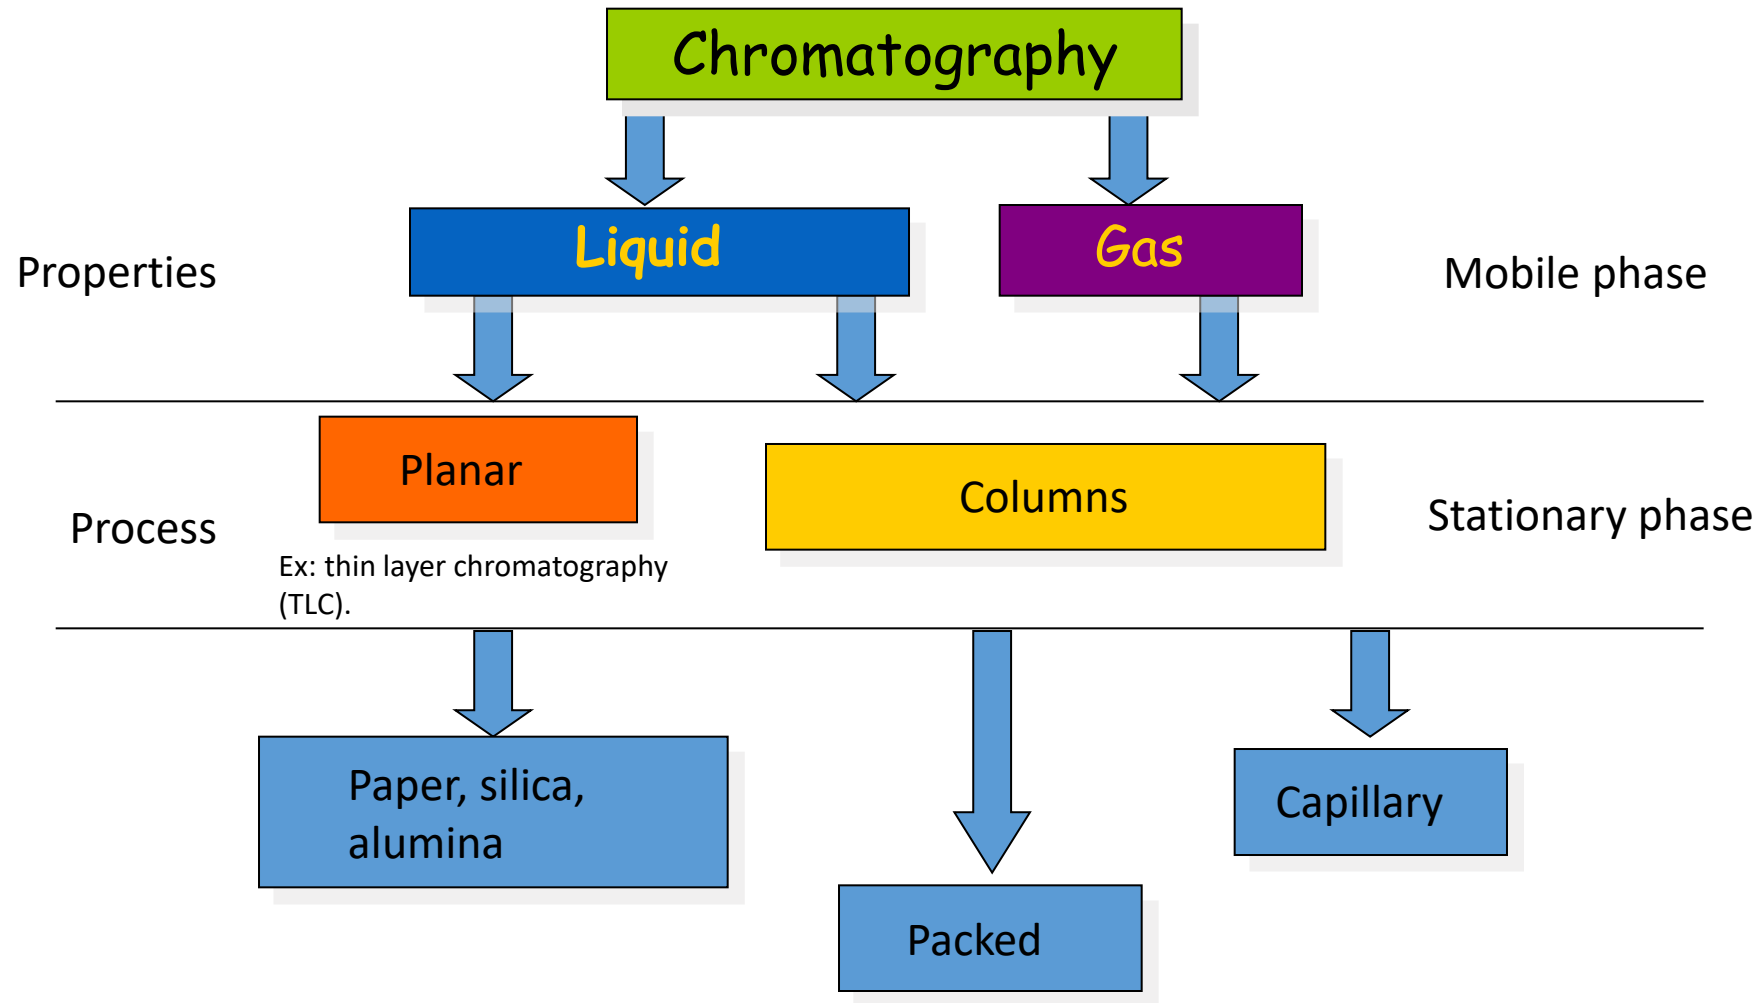 Chromatography
Liquid
Gas
Properties
Mobile phase
Planar
Columns
Process
Stationary phase
Ex: thin layer chromatography
(TLC).
Paper, silica,
alumina
Capillary
Packed